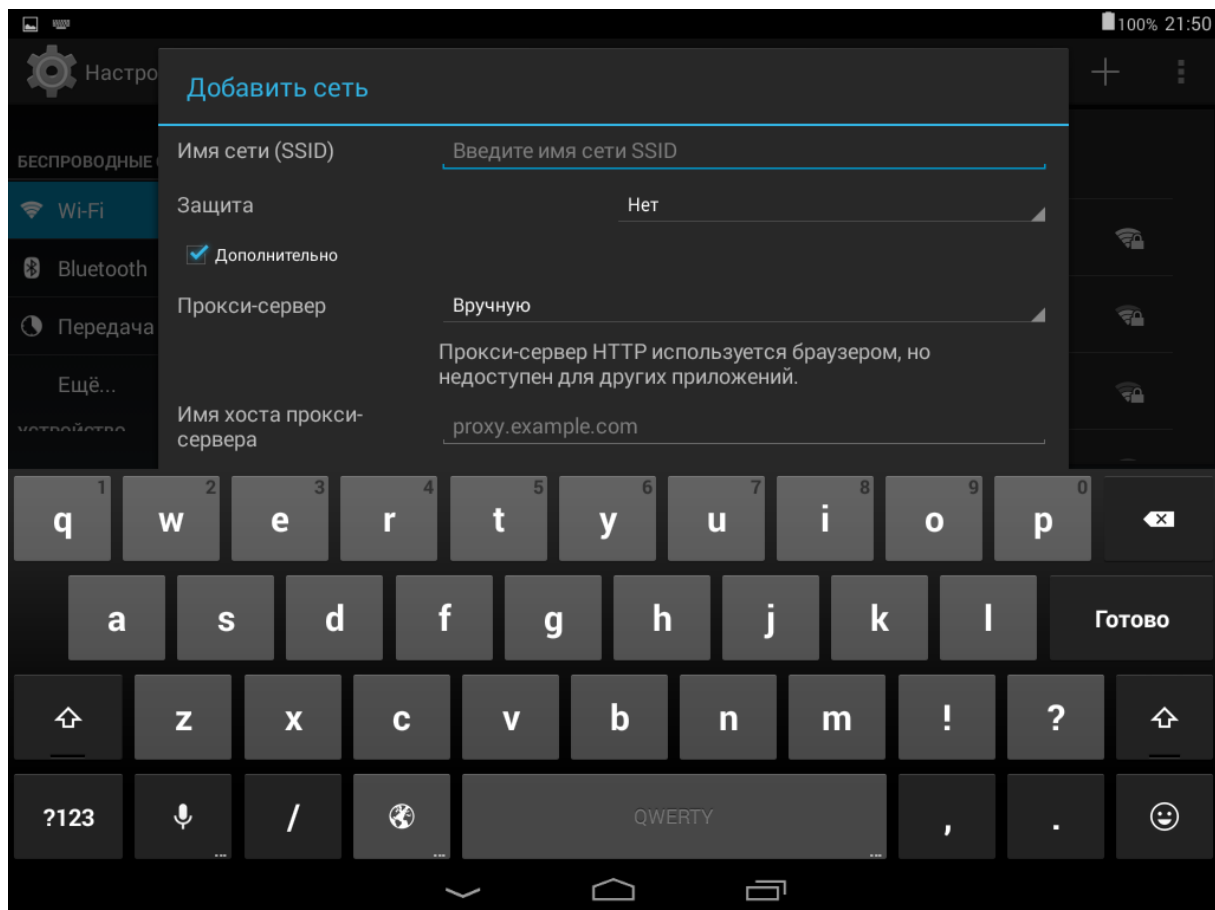 100% 21:50
Настро
Добавить сеть
БЕСПРОВОДНЫЕ
Имя сети (SSID)
Введите имя сети SSID
Wi-Fi
Защита
Нет
Дополнительно
Bluetooth
Прокси-сервер
Вручную
Передача
Прокси-сервер HTTP используется браузером, но
недоступен для других приложений.
Ещё...
Имя хоста прокси-
сервера
proxy.example.com
УСТРОЙСТВО
1 2 3 4 5 6 7 8 9 0
q w e r t y u i o p
a s d f g h j k l Готово
z x c v b n m ! ?
?123 / QWERTY , .